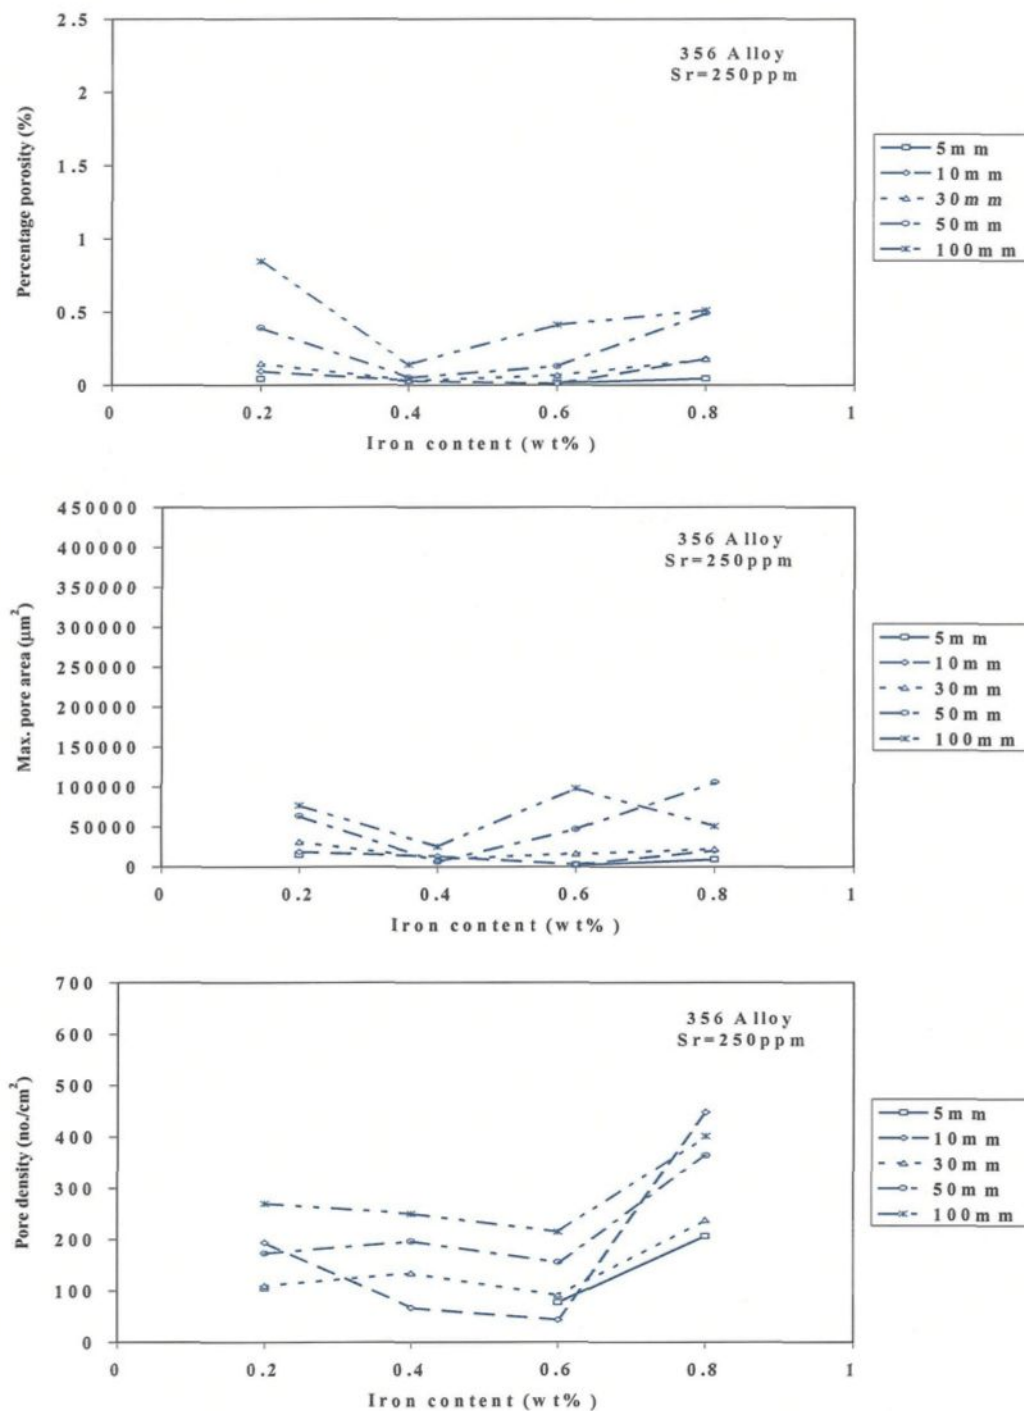 2.5
2
1.5
1
0.5
0
Percentage porosity (%)
356 Alloy
Sr=250ppm
0 0.2 0.4 0.6 0.8 1
Iron content (wt%)
5mm
10mm
30mm
50mm
100mm
450000
400000
350000
300000
250000
200000
150000
100000
50000
0
Max. pore area (μm²)
356 Alloy
Sr=250ppm
0 0.2 0.4 0.6 0.8 1
Iron content (wt%)
5mm
10mm
30mm
50mm
100mm
700
600
500
400
300
200
100
0
Pore density (no./cm²)
356 Alloy
Sr=250ppm
0 0.2 0.4 0.6 0.8 1
Iron content (wt%)
5mm
10mm
30mm
50mm
100mm